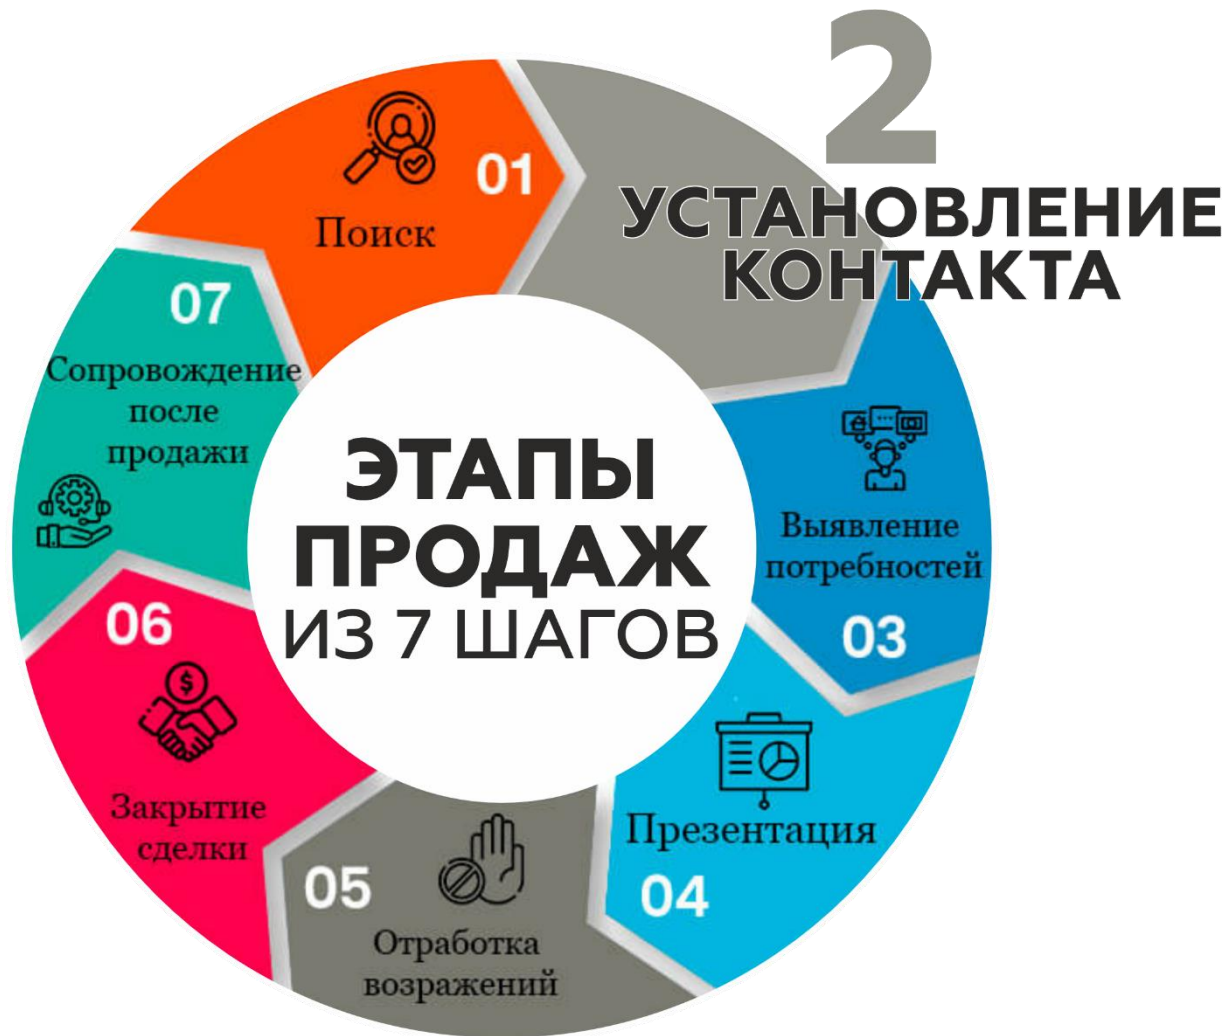 2
УСТАНОВЛЕНИЕ
КОНТАКТА
01
Поиск
07
Сопровождение
после
продажи
ЭТАПЫ
ПРОДАЖ
ИЗ 7 ШАГОВ
Выявление
потребностей
03
Презентация
04
05
Отработка
возражений
06
$
Закрытие
сделки